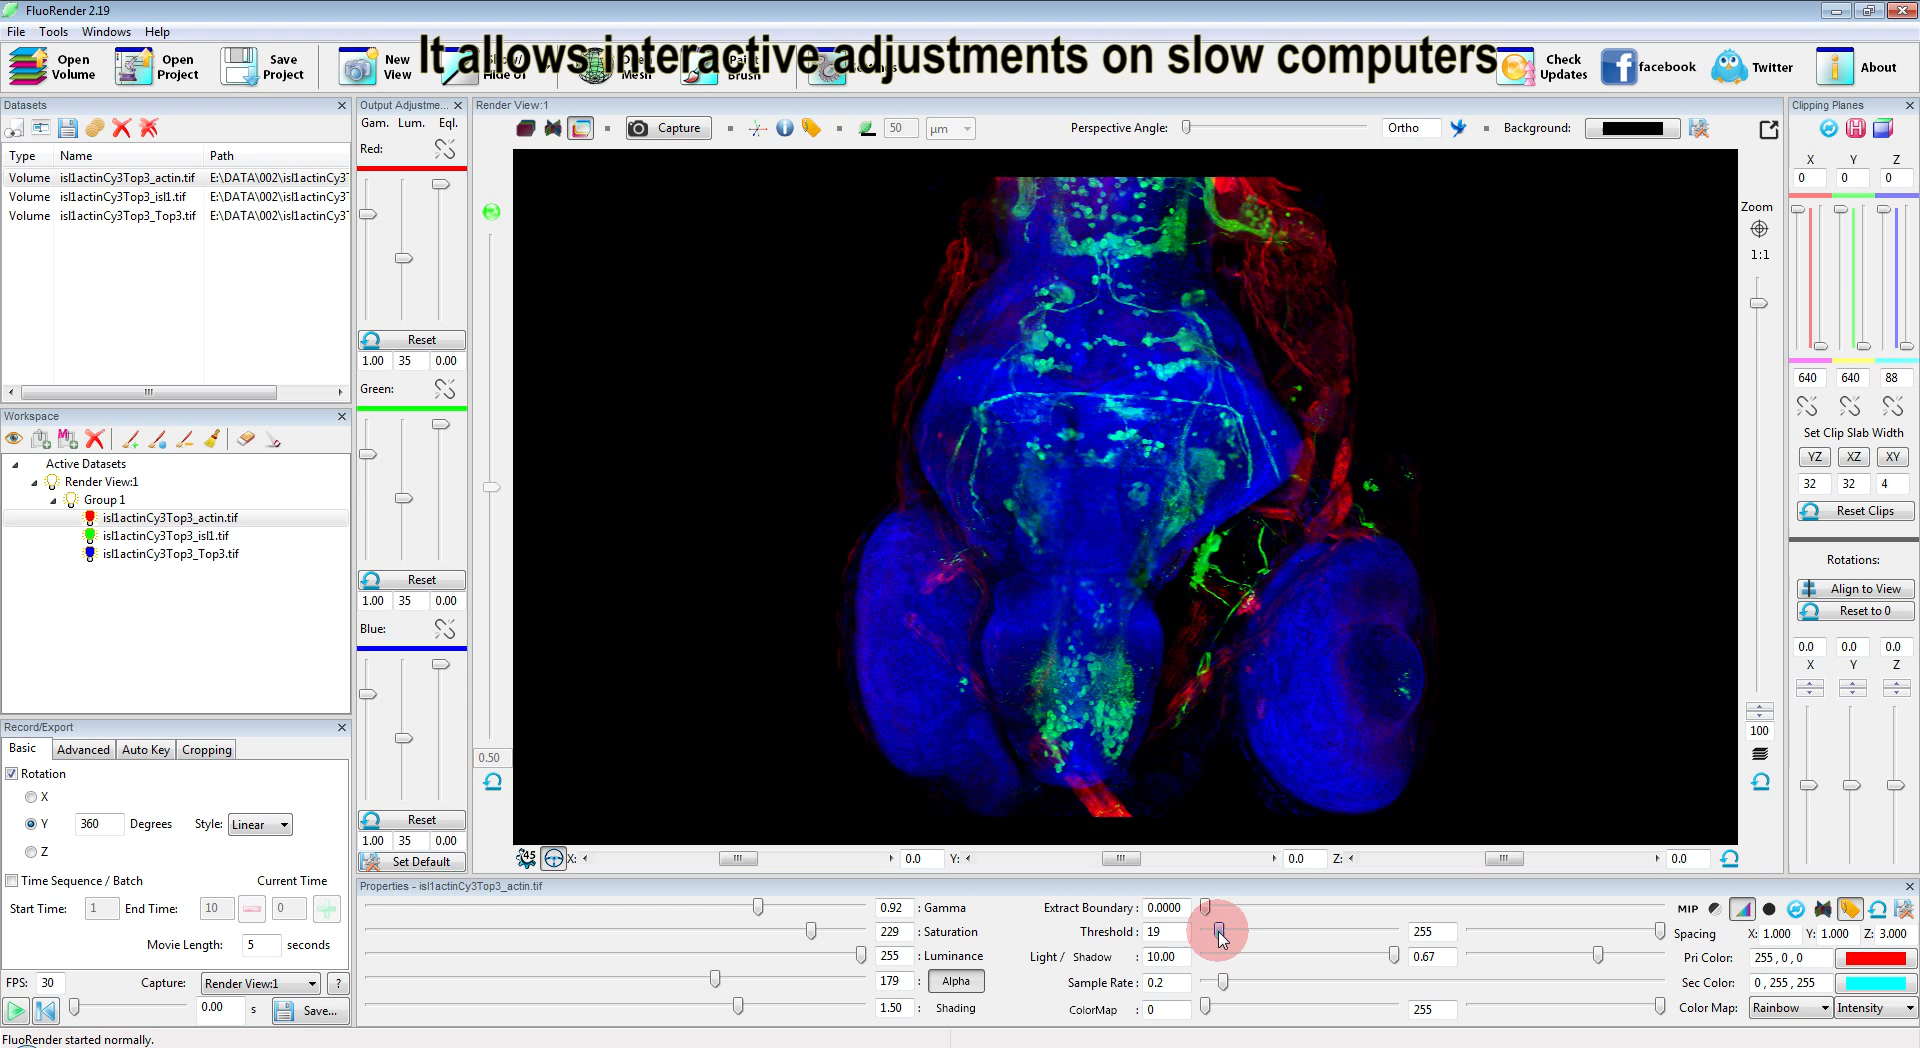 FluoRender 2.19
File Tools Windows Help
It allows interactive adjustments on slow computers
Open Volume
Open Project
Save Project
New View
Check Updates
facebook
Twitter
About
Datasets
Type Name Path
Volume isl1actinCy3Top3_actin.tif E:\DATA\002\isl1actinCy3
Volume isl1actinCy3Top3_isl1.tif E:\DATA\002\isl1actinCy3
Volume isl1actinCy3Top3_Top3.tif E:\DATA\002\isl1actinCy3
Workspace
Active Datasets
Render View:1
Group 1
isl1actinCy3Top3_actin.tif
isl1actinCy3Top3_isl1.tif
isl1actinCy3Top3_Top3.tif
Record/Export
Basic Advanced Auto Key Cropping
Rotation
X
Y 360 Degrees Style: Linear
Z
Time Sequence / Batch Current Time
Start Time: 1 End Time: 10 0
Movie Length: 5 seconds
FPS: 30 Capture: Render View:1 ?
0.00 s Save...
FluoRender started normally.
Output Adjustme...
Gam. Lum. Eql.
Red:
Reset
1.00 35 0.00
Green:
Reset
1.00 35 0.00
Blue:
Reset
1.00 35 0.00
Set Default
Render View:1
Capture 50 µm Perspective Angle: Ortho Background:
0.50
Zoom
1:1
100
45 X: 0.0 Y: 0.0 Z: 0.0
Properties - isl1actinCy3Top3_actin.tif
0.92 : Gamma Extract Boundary : 0.0000 MIP
229 : Saturation Threshold : 19 255 Spacing X: 1.000 Y: 1.000 Z: 3.000
255 : Luminance Light / Shadow : 10.00 0.67 Pri Color: 255 , 0 , 0
179 : Alpha Sample Rate : 0.2 Sec Color: 0 , 255 , 255
1.50 Shading ColorMap : 0 255 Color Map: Rainbow Intensity
Clipping Planes
X Y Z
0 0 0
640 640 88
Set Clip Slab Width
YZ XZ XY
32 32 4
Reset Clips
Rotations:
Align to View
Reset to 0
0.0 0.0 0.0
X Y Z